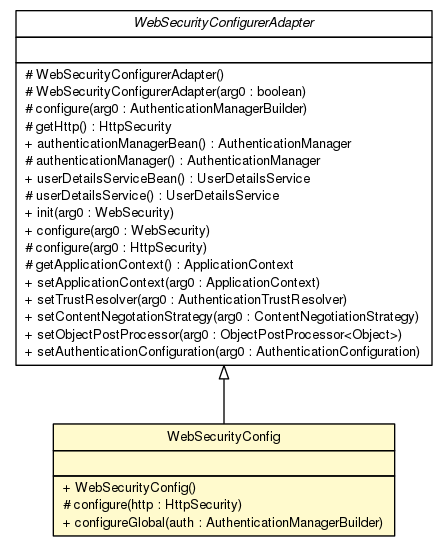 WebSecurityConfigurerAdapter
# WebSecurityConfigurerAdapter()
# WebSecurityConfigurerAdapter(arg0 : boolean)
# configure(arg0 : AuthenticationManagerBuilder)
# getHttp() : HttpSecurity
+ authenticationManagerBean() : AuthenticationManager
# authenticationManager() : AuthenticationManager
+ userDetailsServiceBean() : UserDetailsService
# userDetailsService() : UserDetailsService
+ init(arg0 : WebSecurity)
+ configure(arg0 : WebSecurity)
# configure(arg0 : HttpSecurity)
# getApplicationContext() : ApplicationContext
+ setApplicationContext(arg0 : ApplicationContext)
+ setTrustResolver(arg0 : AuthenticationTrustResolver)
+ setContentNegotationStrategy(arg0 : ContentNegotiationStrategy)
+ setObjectPostProcessor(arg0 : ObjectPostProcessor<Object>)
+ setAuthenticationConfiguration(arg0 : AuthenticationConfiguration)
WebSecurityConfig
+ WebSecurityConfig()
# configure(http : HttpSecurity)
+ configureGlobal(auth : AuthenticationManagerBuilder)